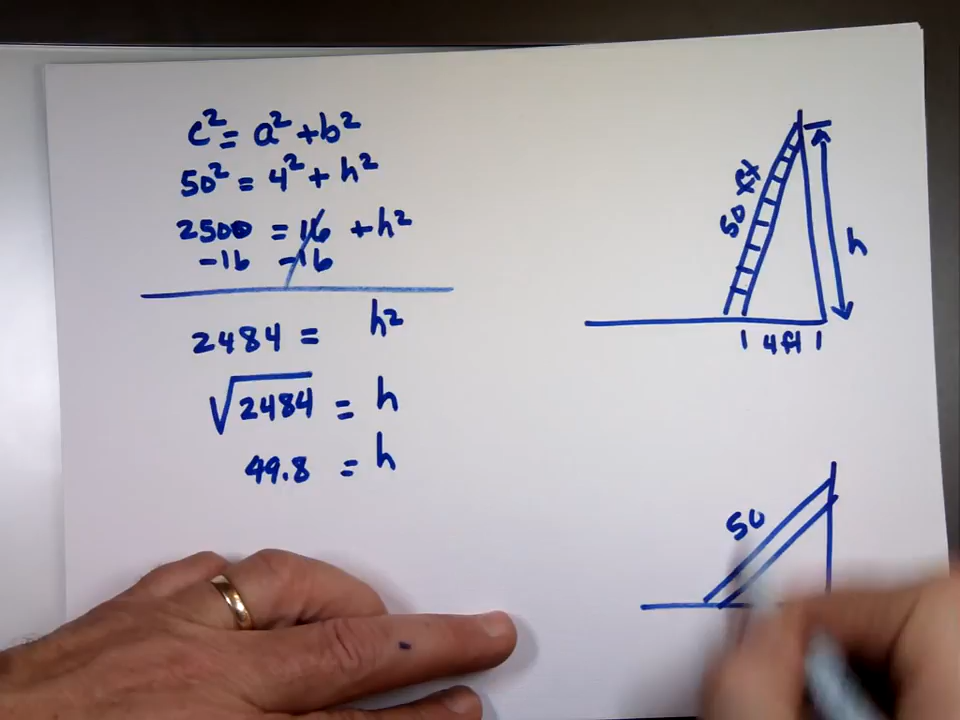 c² = a² + b²
50² = 4² + h²
2500 = 16 + h²
-16 -16
2484 = h²
√2484 = h
49.8 = h
50 ft
h
4 ft
50